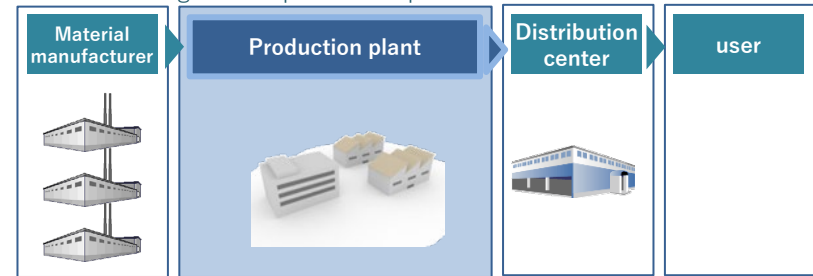 Material
manufacturer
Production plant
Distribution
center
user